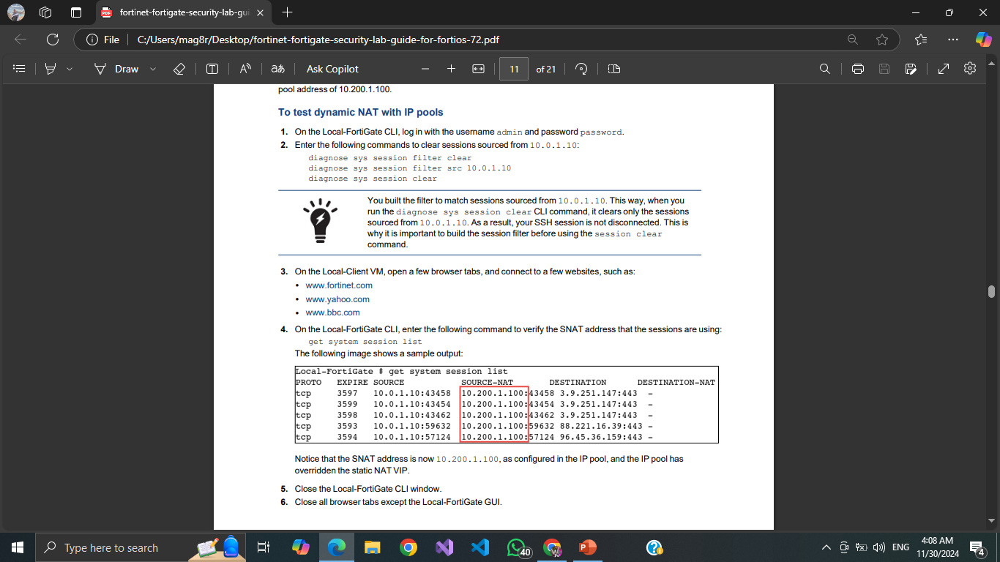 fortinet-fortigate-security-lab-gui
File
C:/Users/mag8r/Desktop/fortinet-fortigate-security-lab-guide-for-fortios-72.pdf
Draw
Ask Copilot
11 of 21
pool address of 10.200.1.100.
To test dynamic NAT with IP pools
1. On the Local-FortiGate CLI, log in with the username admin and password password.
2. Enter the following commands to clear sessions sourced from 10.0.1.10:
diagnose sys session filter clear
diagnose sys session filter src 10.0.1.10
diagnose sys session clear
You built the filter to match sessions sourced from 10.0.1.10. This way, when you
run the diagnose sys session clear CLI command, it clears only the sessions
sourced from 10.0.1.10. As a result, your SSH session is not disconnected. This is
why it is important to build the session filter before using the session clear
command.
3. On the Local-Client VM, open a few browser tabs, and connect to a few websites, such as:
• www.fortinet.com
• www.yahoo.com
• www.bbc.com
4. On the Local-FortiGate CLI, enter the following command to verify the SNAT address that the sessions are using:
get system session list
The following image shows a sample output:
Local-FortiGate # get system session list
PROTO EXPIRE SOURCE SOURCE-NAT DESTINATION DESTINATION-NAT
tcp 3597 10.0.1.10:43458 10.200.1.100:43458 3.9.251.147:443 -
tcp 3599 10.0.1.10:43454 10.200.1.100:43454 3.9.251.147:443 -
tcp 3598 10.0.1.10:43462 10.200.1.100:43462 3.9.251.147:443 -
tcp 3593 10.0.1.10:59632 10.200.1.100:59632 88.221.16.39:443 -
tcp 3594 10.0.1.10:57124 10.200.1.100:57124 96.45.36.159:443 -
Notice that the SNAT address is now 10.200.1.100, as configured in the IP pool, and the IP pool has
overridden the static NAT VIP.
5. Close the Local-FortiGate CLI window.
6. Close all browser tabs except the Local-FortiGate GUI.
Type here to search
40
ENG
4:08 AM
11/30/2024
4